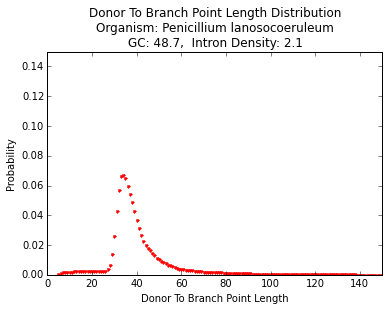 Donor To Branch Point Length Distribution
Organism: Penicillium lanosocoeruleum
GC: 48.7,  Intron Density: 2.1
0.14
0.12
0.10
0.08
0.06
0.04
0.02
0.00
Probability
0 20 40 60 80 100 120 140
Donor To Branch Point Length